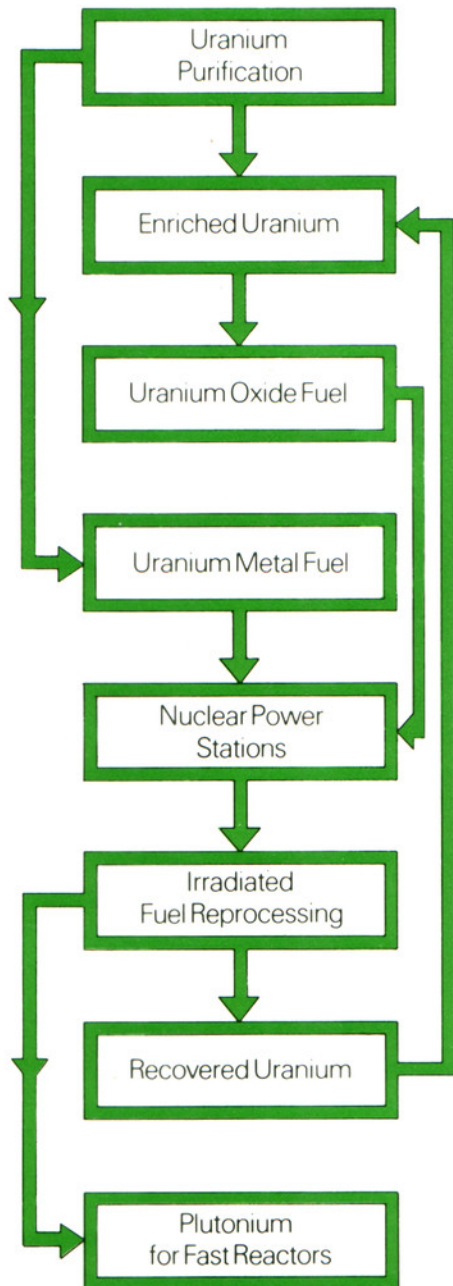 Uranium
Purification
Enriched Uranium
Uranium Oxide Fuel
Uranium Metal Fuel
Nuclear Power
Stations
Irradiated
Fuel Reprocessing
Recovered Uranium
Plutonium
for Fast Reactors